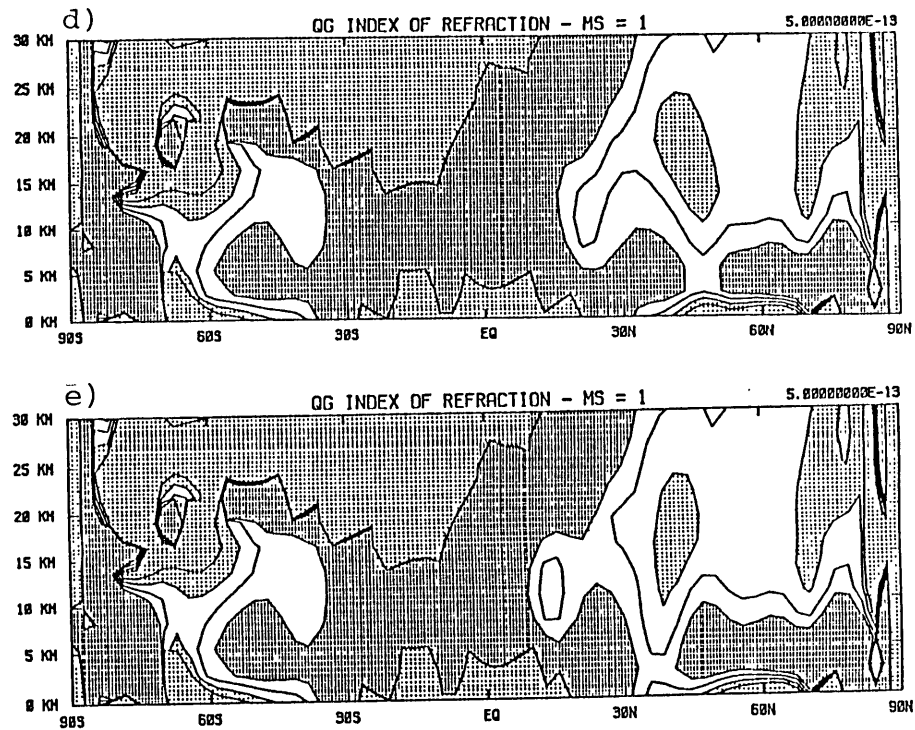 d)
QG INDEX OF REFRACTION - MS = 1
5.00000000E-13
30 KM
25 KM
20 KM
15 KM
10 KM
5 KM
0 KM
90S 60S 30S EQ 30N 60N 90N
e)
QG INDEX OF REFRACTION - MS = 1
5.00000000E-13
30 KM
25 KM
20 KM
15 KM
10 KM
5 KM
0 KM
90S 60S 30S EQ 30N 60N 90N